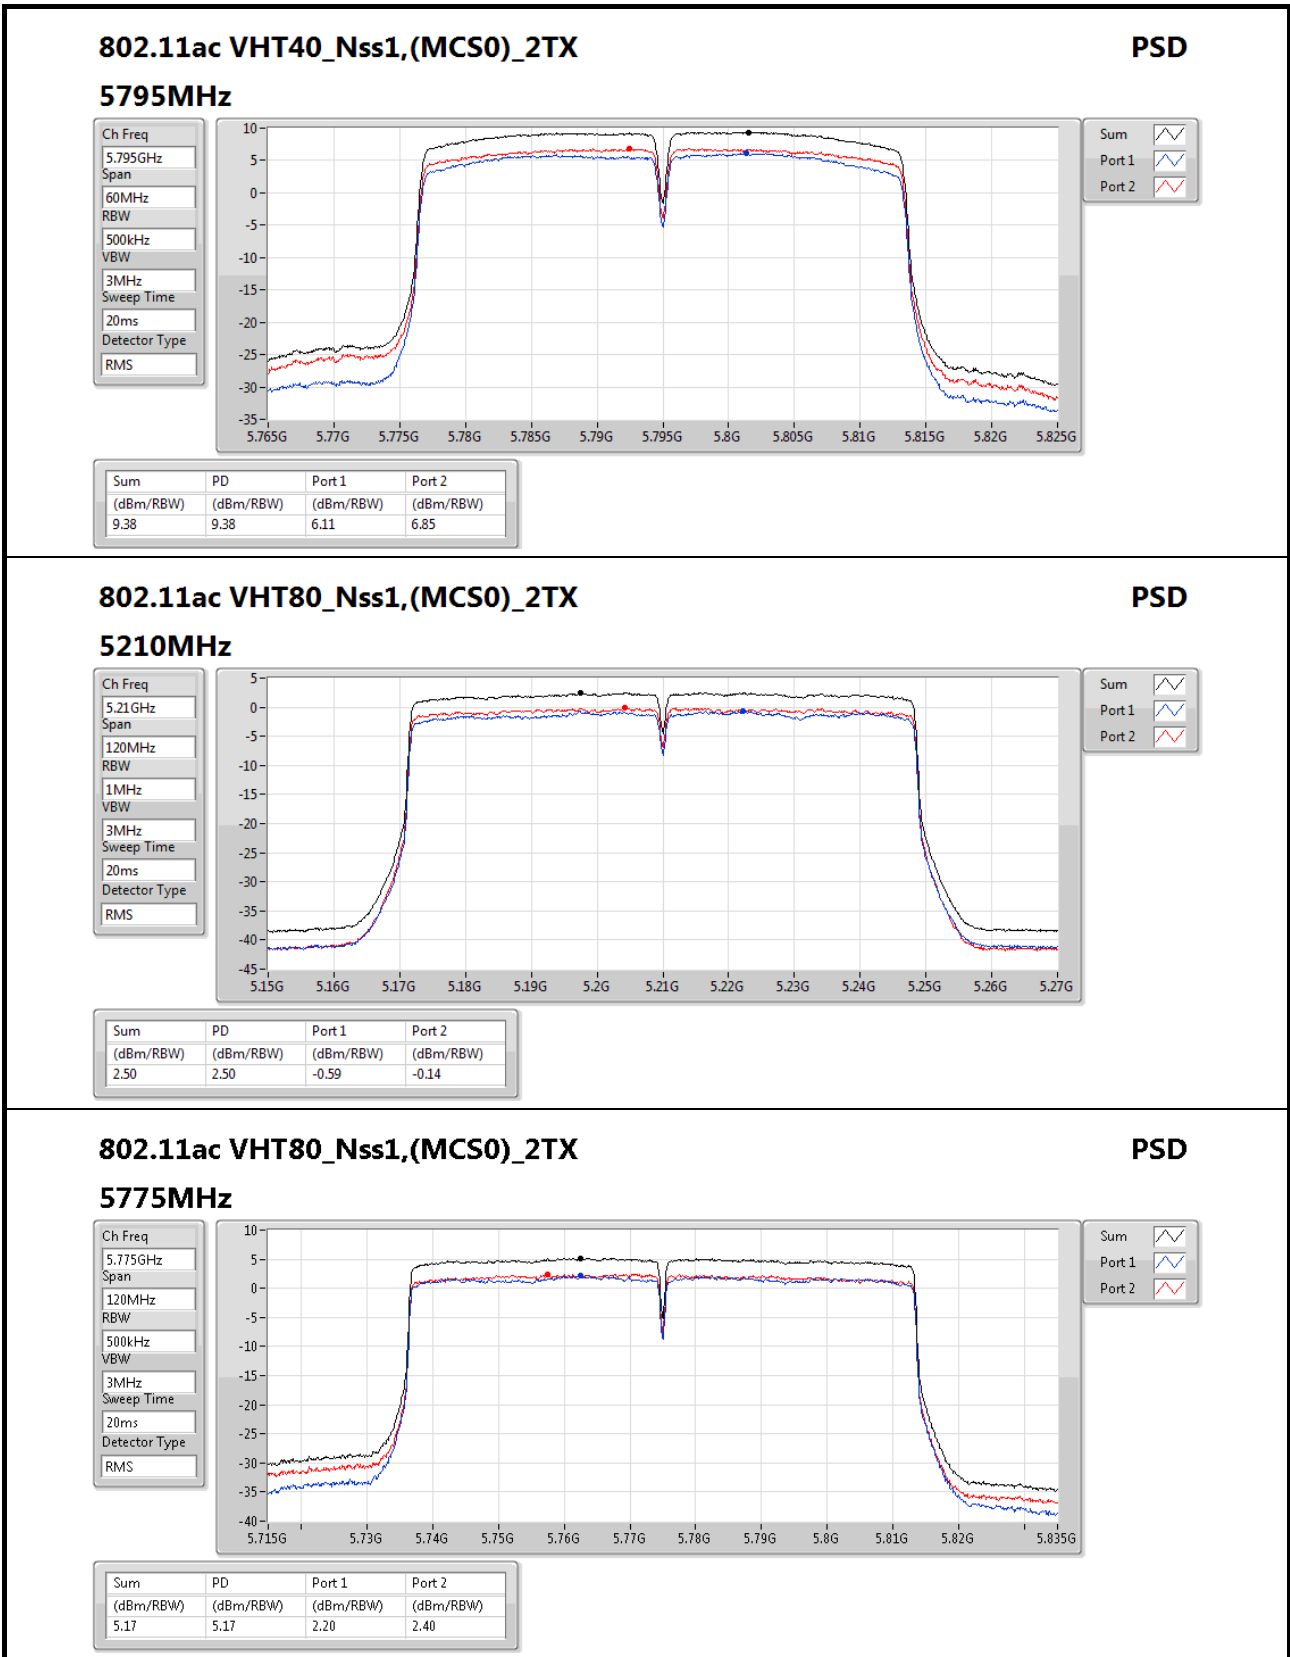 802.11ac VHT40_Nss1,(MCS0)_2TX PSD
5795MHz
Ch Freq
5.795GHz
Span
60MHz
RBW
500kHz
VBW
3MHz
Sweep Time
20ms
Detector Type
RMS
10
5
0
-5
-10
-15
-20
-25
-30
-35
5.765G 5.77G 5.775G 5.78G 5.785G 5.79G 5.795G 5.8G 5.805G 5.81G 5.815G 5.82G 5.825G
Sum
Port 1
Port 2
Sum PD Port 1 Port 2
(dBm/RBW) (dBm/RBW) (dBm/RBW) (dBm/RBW)
9.38 9.38 6.11 6.85
802.11ac VHT80_Nss1,(MCS0)_2TX PSD
5210MHz
Ch Freq
5.21GHz
Span
120MHz
RBW
1MHz
VBW
3MHz
Sweep Time
20ms
Detector Type
RMS
5
0
-5
-10
-15
-20
-25
-30
-35
-40
-45
5.15G 5.16G 5.17G 5.18G 5.19G 5.2G 5.21G 5.22G 5.23G 5.24G 5.25G 5.26G 5.27G
Sum
Port 1
Port 2
Sum PD Port 1 Port 2
(dBm/RBW) (dBm/RBW) (dBm/RBW) (dBm/RBW)
2.50 2.50 -0.59 -0.14
802.11ac VHT80_Nss1,(MCS0)_2TX PSD
5775MHz
Ch Freq
5.775GHz
Span
120MHz
RBW
500kHz
VBW
3MHz
Sweep Time
20ms
Detector Type
RMS
10
5
0
-5
-10
-15
-20
-25
-30
-35
-40
5.715G 5.73G 5.74G 5.75G 5.76G 5.77G 5.78G 5.79G 5.8G 5.81G 5.82G 5.835G
Sum
Port 1
Port 2
Sum PD Port 1 Port 2
(dBm/RBW) (dBm/RBW) (dBm/RBW) (dBm/RBW)
5.17 5.17 2.20 2.40